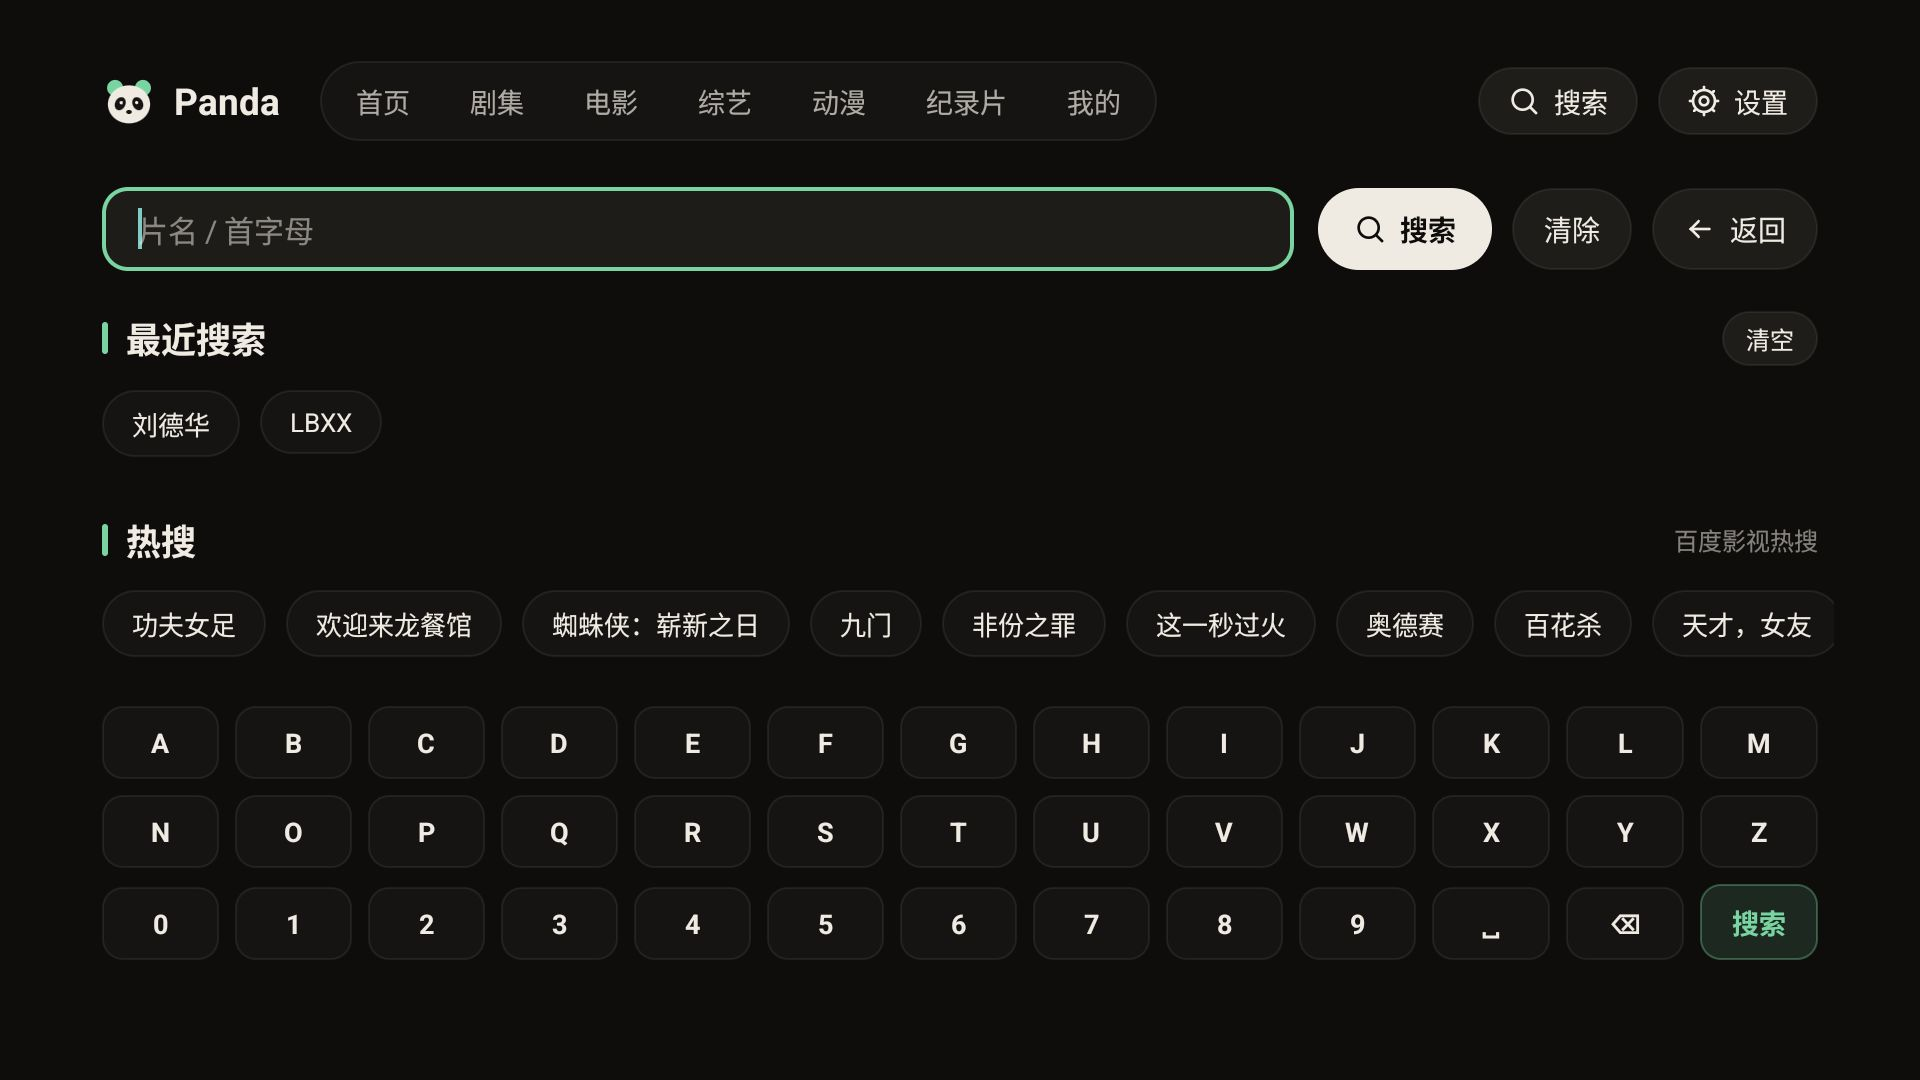 Panda 首页 剧集 电影 综艺 动漫 纪录片 我的 搜索 设置
片名 / 首字母 搜索 清除 返回
最近搜索 清空
刘德华 LBXX
热搜 百度影视热搜
功夫女足 欢迎来龙餐馆 蜘蛛侠：崭新之日 九门 非份之罪 这一秒过火 奥德赛 百花杀 天才，女友
A B C D E F G H I J K L M
N O P Q R S T U V W X Y Z
0 1 2 3 4 5 6 7 8 9 ⌫ 搜索